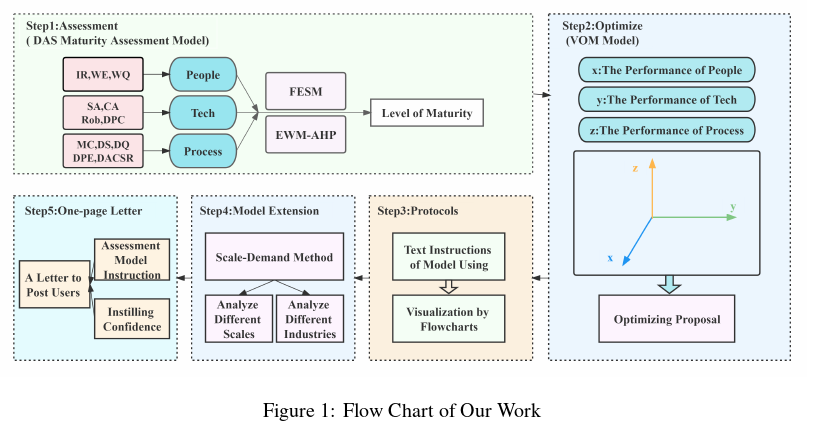 Step1:Assessment
( DAS Maturity Assessment Model)
IR,WE,WQ
People
SA,CA
Rob,DPC
Tech
MC,DS,DQ
DPE,DACSR
Process
FESM
EWM-AHP
Level of Maturity
Step2:Optimize
(VOM Model)
x:The Performance of People
y:The Performance of Tech
z:The Performance of Process
z
y
x
Optimizing Proposal
Step3:Protocols
Text Instructions
of Model Using
Visualization by
Flowcharts
Step4:Model Extension
Scale-Demand Method
Analyze
Different
Scales
Analyze
Different
Industries
Step5:One-page Letter
Assessment
Model
Instruction
A Letter to
Post Users
Instilling
Confidence
Figure 1: Flow Chart of Our Work